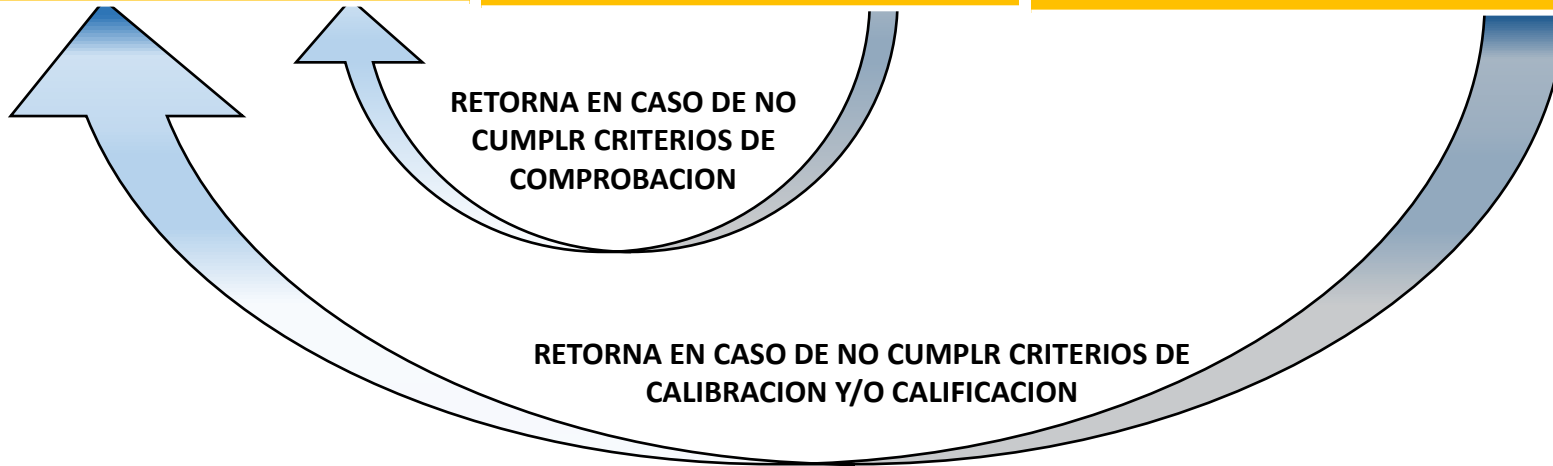 RETORNA EN CASO DE NO
CUMPLR CRITERIOS DE
COMPROBACION
RETORNA EN CASO DE NO CUMPLR CRITERIOS DE
CALIBRACION Y/O CALIFICACION